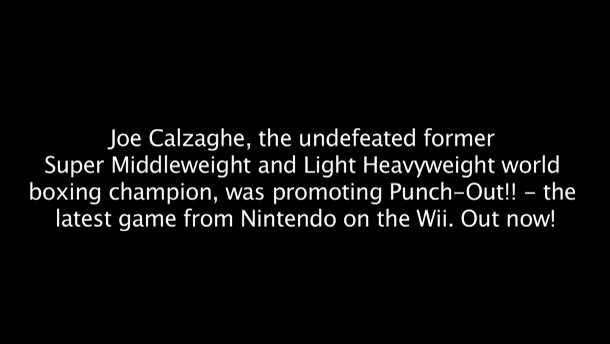 Joe Calzaghe, the undefeated former
Super Middleweight and Light Heavyweight world
boxing champion, was promoting Punch-Out!! – the
latest game from Nintendo on the Wii. Out now!